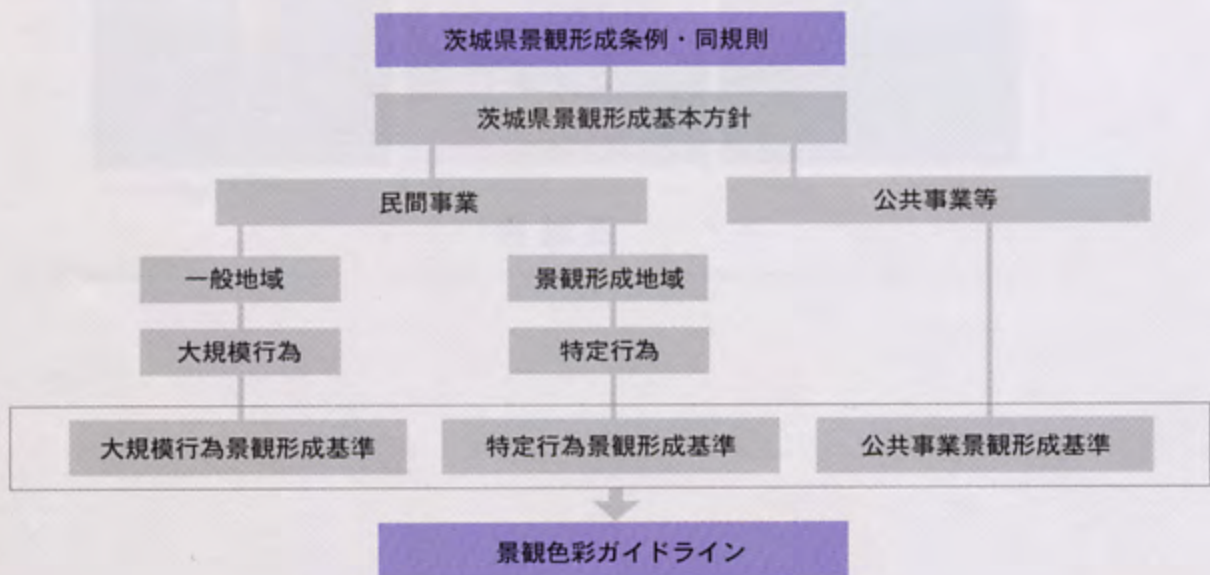 茨城県景観形成条例・同規則
茨城県景観形成基本方針
民間事業
公共事業等
一般地域
景観形成地域
大規模行為
特定行為
大規模行為景観形成基準
特定行為景観形成基準
公共事業景観形成基準
景観色彩ガイドライン